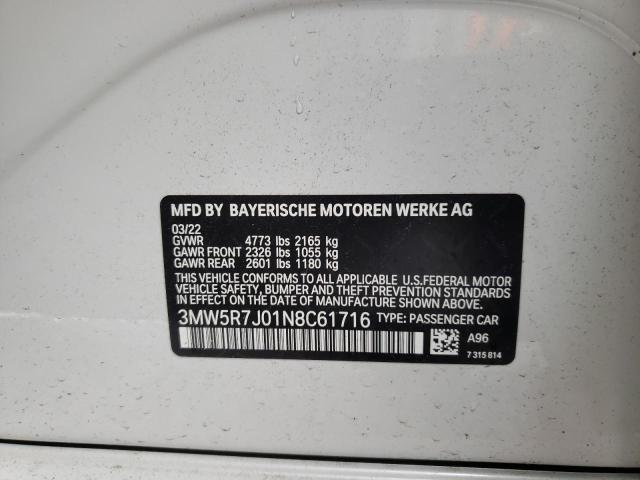 MFD BY BAYERISCHE MOTOREN WERKE AG
03/22
GVWR 4773 lbs 2165 kg
GAWR FRONT 2326 lbs 1055 kg
GAWR REAR 2601 lbs 1180 kg
THIS VEHICLE CONFORMS TO ALL APPLICABLE U.S.FEDERAL MOTOR
VEHICLE SAFETY, BUMPER AND THEFT PREVENTION STANDARDS
IN EFFECT ON THE DATE OF MANUFACTURE SHOWN ABOVE.
3MW5R7J01N8C61716 TYPE: PASSENGER CAR
A96
7 315 814